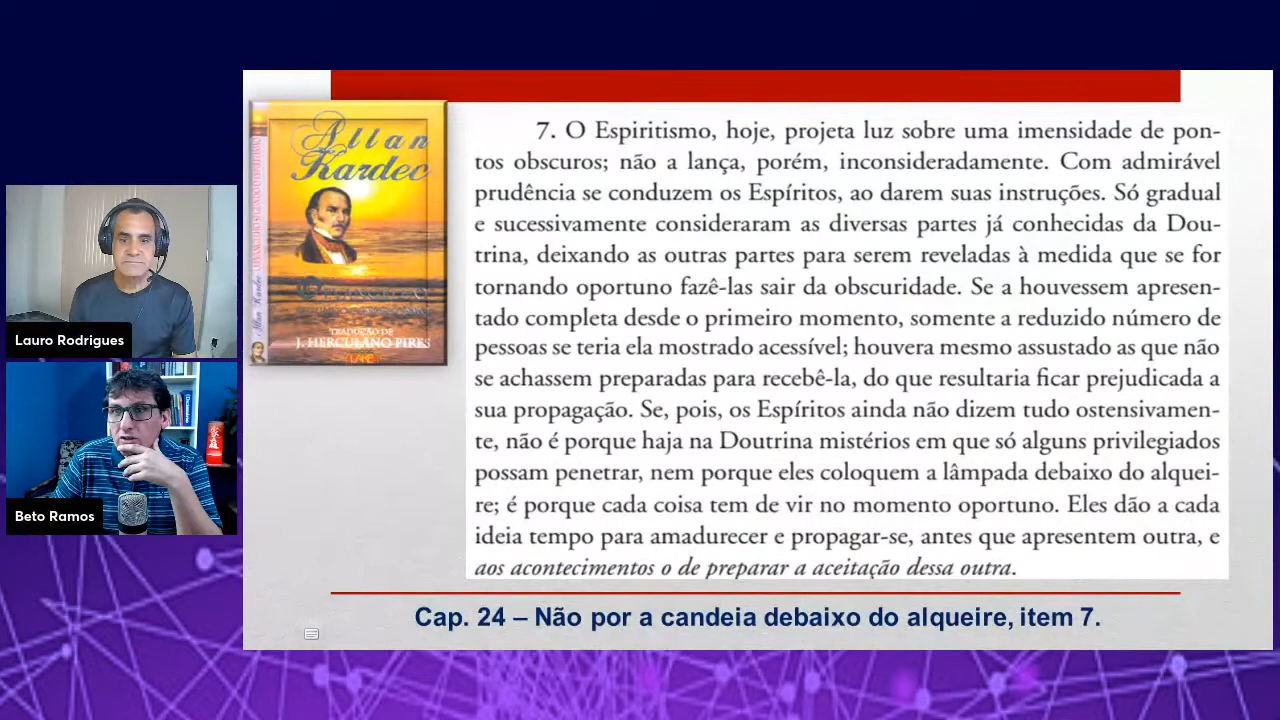 Allan
Kardec
TRADUÇÃO DE
J. HERCULANO PIRES
LAKE
7. O Espiritismo, hoje, projeta luz sobre uma imensidade de pon-
tos obscuros; não a lança, porém, inconsideradamente. Com admirável
prudência se conduzem os Espíritos, ao darem suas instruções. Só gradual
e sucessivamente consideraram as diversas partes já conhecidas da Dou-
trina, deixando as outras partes para serem reveladas à medida que se for
tornando oportuno fazê-las sair da obscuridade. Se a houvessem apresen-
tado completa desde o primeiro momento, somente a reduzido número de
pessoas se teria ela mostrado acessível; houvera mesmo assustado as que não
se achassem preparadas para recebê-la, do que resultaria ficar prejudicada a
sua propagação. Se, pois, os Espíritos ainda não dizem tudo ostensivamen-
te, não é porque haja na Doutrina mistérios em que só alguns privilegiados
possam penetrar, nem porque eles coloquem a lâmpada debaixo do alquei-
re; é porque cada coisa tem de vir no momento oportuno. Eles dão a cada
ideia tempo para amadurecer e propagar-se, antes que apresentem outra, e
aos acontecimentos o de preparar a aceitação dessa outra.
Cap. 24 – Não por a candeia debaixo do alqueire, item 7.
Lauro Rodrigues
Beto Ramos